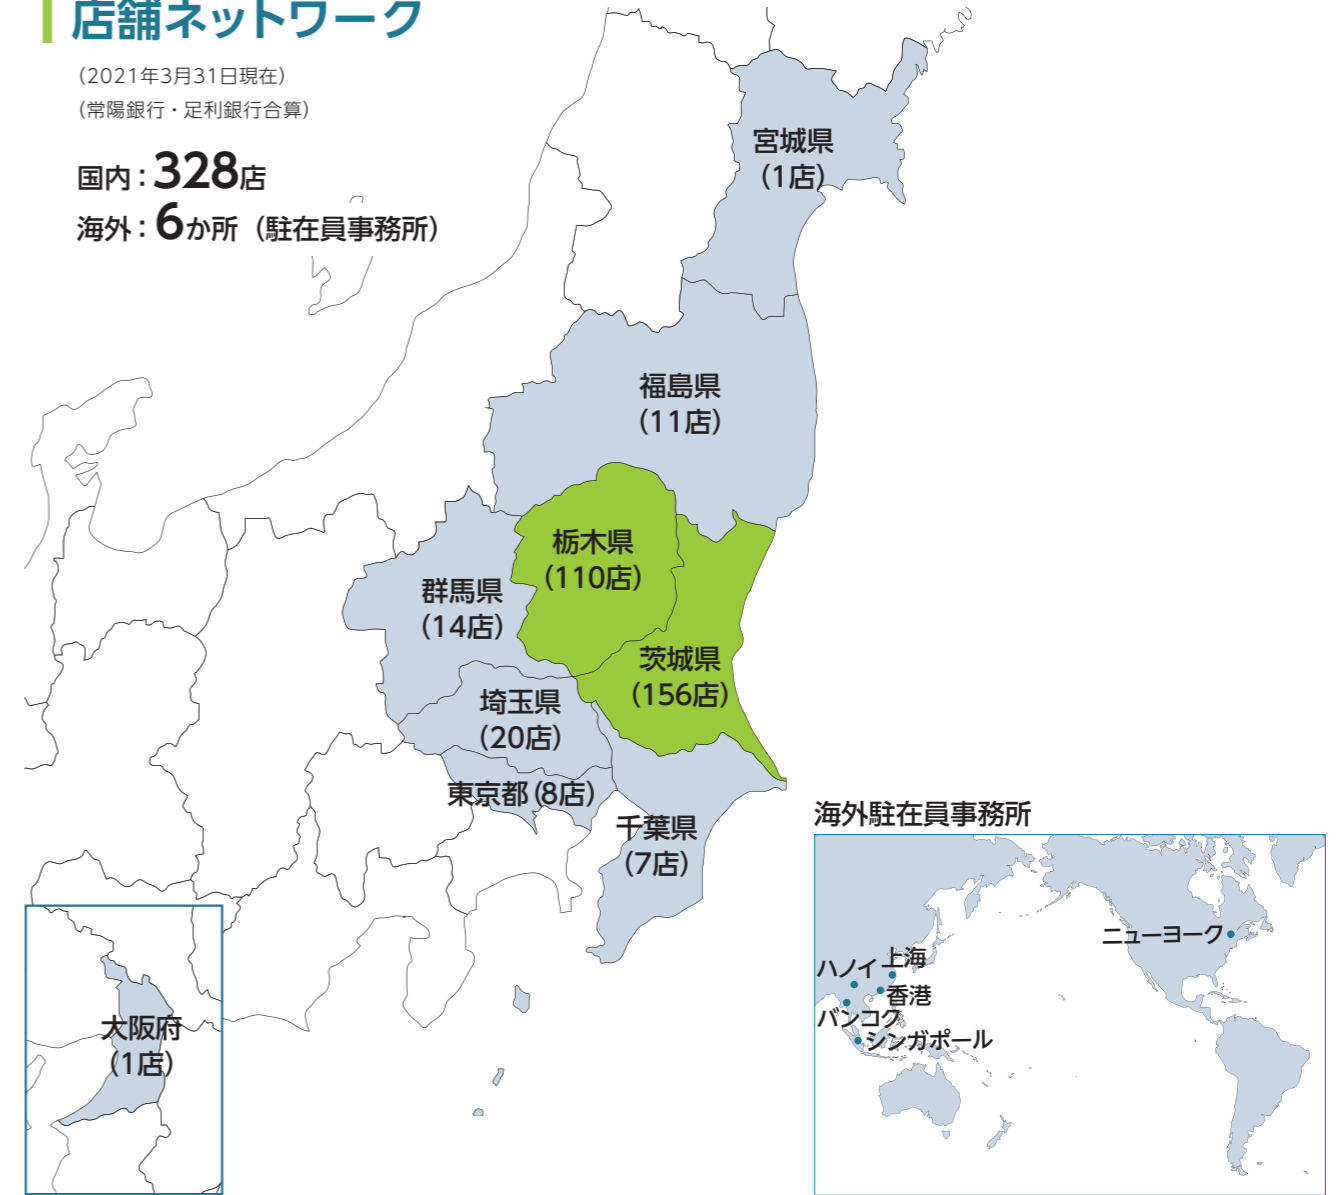 店舗ネットワーク
（2021年3月31日現在）
（常陽銀行・足利銀行合算）
国内：328店
海外：6か所（駐在員事務所）
宮城県
（1店）
福島県
（11店）
栃木県
（110店）
群馬県
（14店）
茨城県
（156店）
埼玉県
（20店）
東京都（8店）
千葉県
（7店）
大阪府
（1店）
海外駐在員事務所
ニューヨーク
ハノイ
上海
香港
バンコク
シンガポール